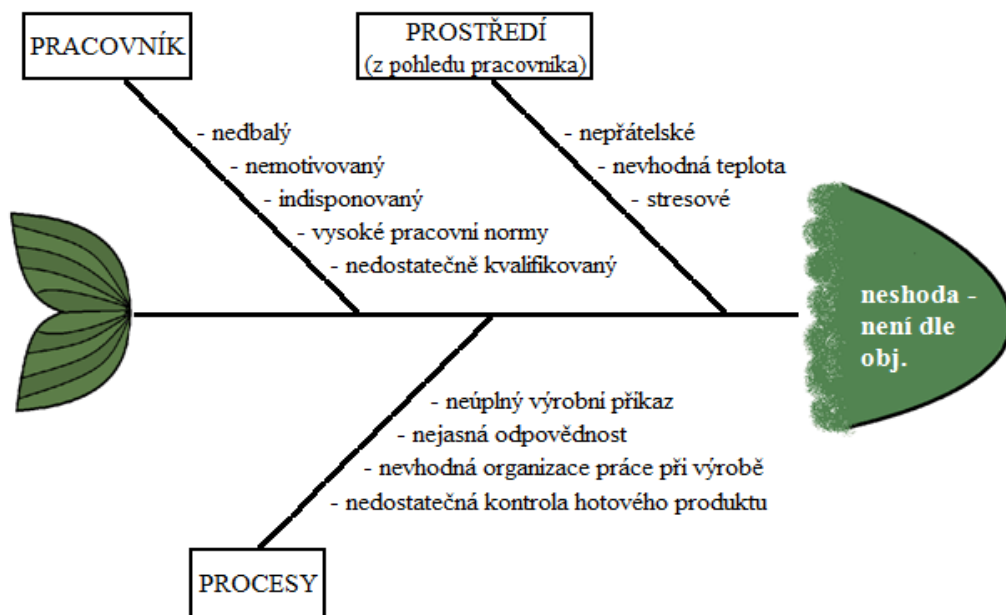 PRACOVNÍK
PROSTŘEDÍ
(z pohledu pracovníka)
- nedbalý
- nemotivovaný
- indisponovaný
- vysoké pracovní normy
- nedostatečně kvalifikovaný
- nepřátelské
- nevhodná teplota
- stresové
neshoda -
není dle
obj.
- neúplný výrobní příkaz
- nejasná odpovědnost
- nevhodná organizace práce při výrobě
- nedostatečná kontrola hotového produktu
PROCESY